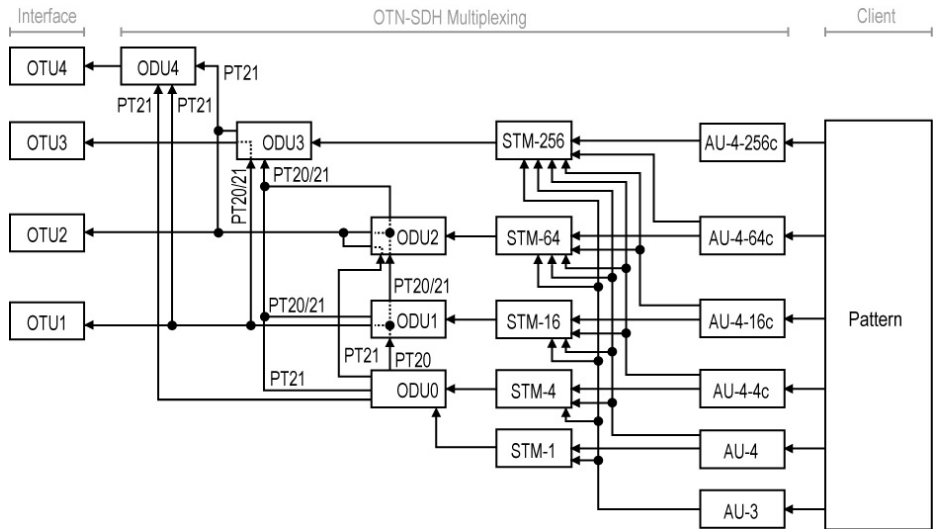 Interface
OTN-SDH Multiplexing
Client
OTU4
ODU4
PT21
PT21
PT21
OTU3
ODU3
STM-256
AU-4-256c
PT20/21
PT20/21
OTU2
ODU2
STM-64
AU-4-64c
PT20/21
PT20/21
OTU1
ODU1
STM-16
AU-4-16c
Pattern
PT21
PT20
PT21
ODU0
STM-4
AU-4-4c
STM-1
AU-4
AU-3